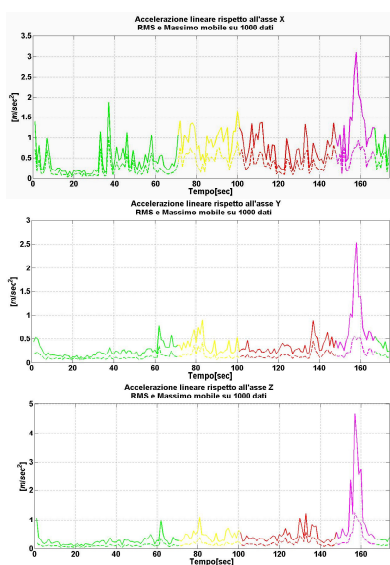 Accelerazione lineare rispetto all'asse X
RMS e Massimo mobile su 1000 dati
[m/sec²]
3.5
3
2.5
2
1.5
1
0.5
0
0 20 40 60 80 100 120 140 160
Tempo[sec]
Accelerazione lineare rispetto all'asse Y
RMS e Massimo mobile su 1000 dati
[m/sec²]
3
2.5
2
1.5
1
0.5
0
0 20 40 60 80 100 120 140 160
Tempo[sec]
Accelerazione lineare rispetto all'asse Z
RMS e Massimo mobile su 1000 dati
[m/sec²]
5
4
3
2
1
0
0 20 40 60 80 100 120 140 160
Tempo[sec]